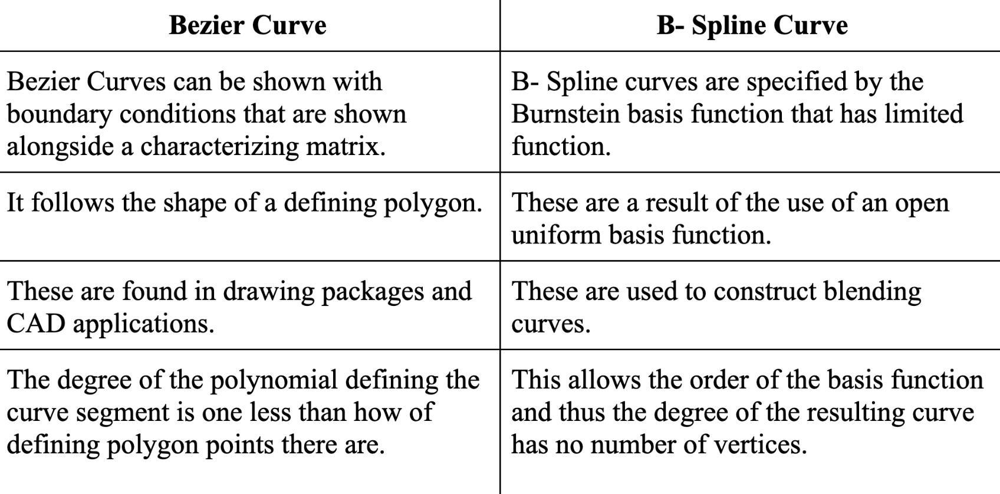 Bezier Curve
B- Spline Curve
Bezier Curves can be shown with
boundary conditions that are shown
alongside a characterizing matrix.
B- Spline curves are specified by the
Burnstein basis function that has limited
function.
It follows the shape of a defining polygon.
These are a result of the use of an open
uniform basis function.
These are found in drawing packages and
CAD applications.
These are used to construct blending
curves.
The degree of the polynomial defining the
curve segment is one less than how of
defining polygon points there are.
This allows the order of the basis function
and thus the degree of the resulting curve
has no number of vertices.